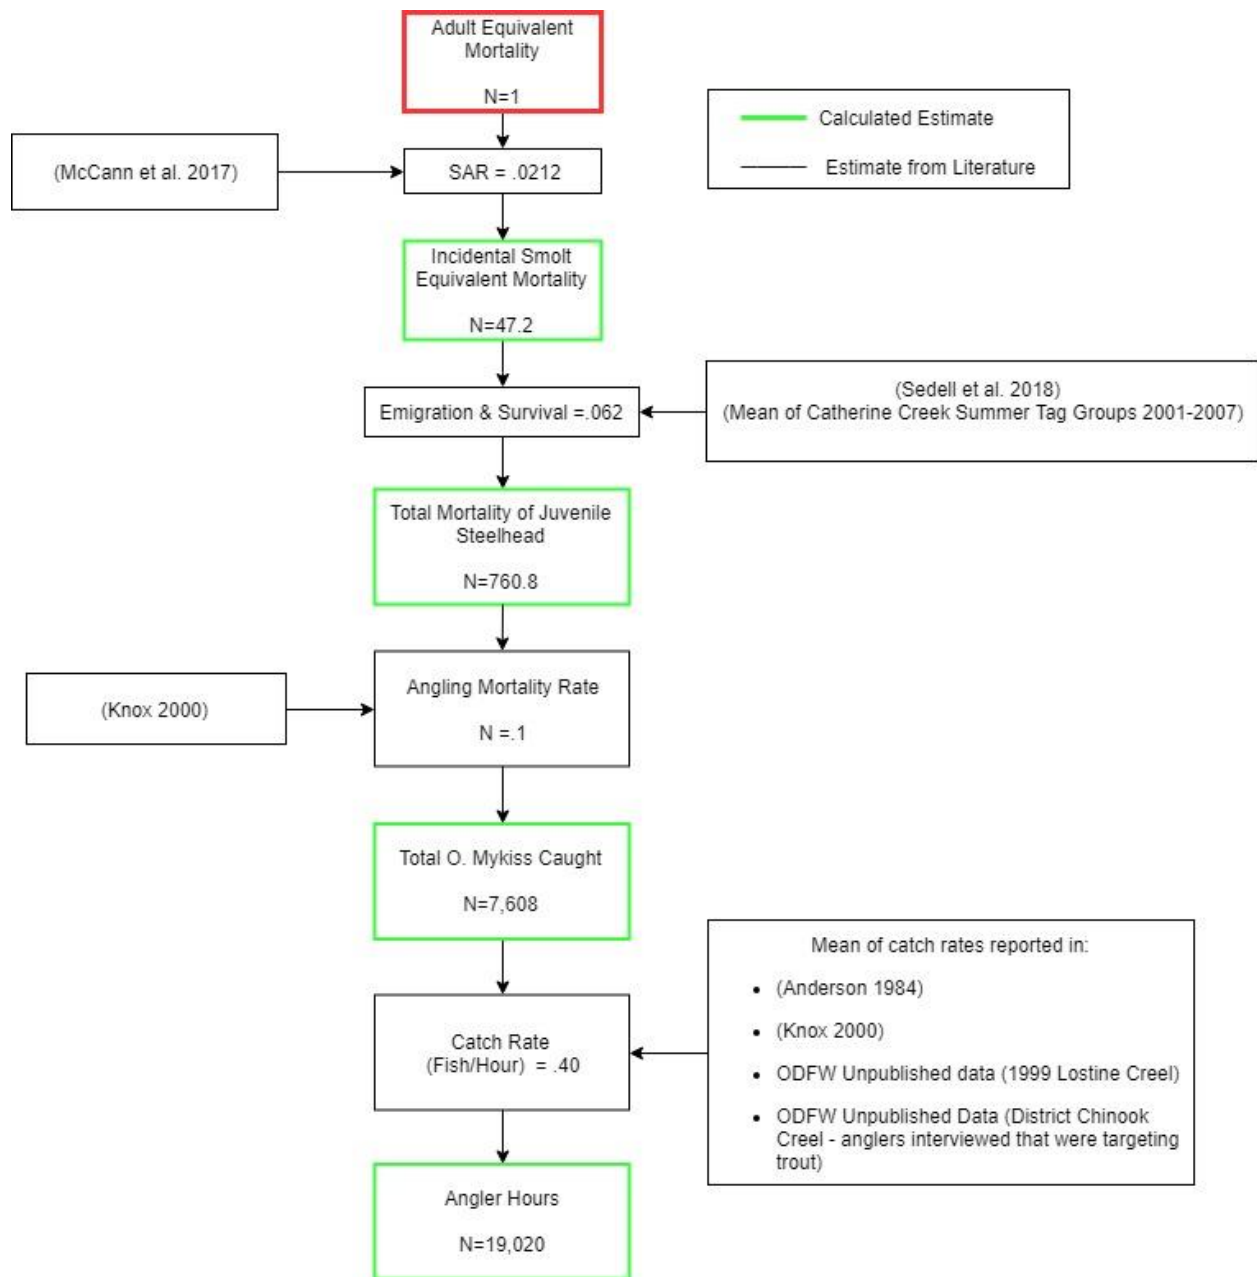 Adult Equivalent
Mortality
N=1
Calculated Estimate
Estimate from Literature
(McCann et al. 2017)
SAR = .0212
Incidental Smolt
Equivalent Mortality
N=47.2
Emigration & Survival =.062
(Sedell et al. 2018)
(Mean of Catherine Creek Summer Tag Groups 2001-2007)
Total Mortality of Juvenile
Steelhead
N=760.8
(Knox 2000)
Angling Mortality Rate
N =.1
Total O. Mykiss Caught
N=7,608
Catch Rate
(Fish/Hour) = .40
Mean of catch rates reported in:
• (Anderson 1984)
• (Knox 2000)
• ODFW Unpublished data (1999 Lostine Creel)
• ODFW Unpublished Data (District Chinook
Creel - anglers interviewed that were targeting
trout)
Angler Hours
N=19,020